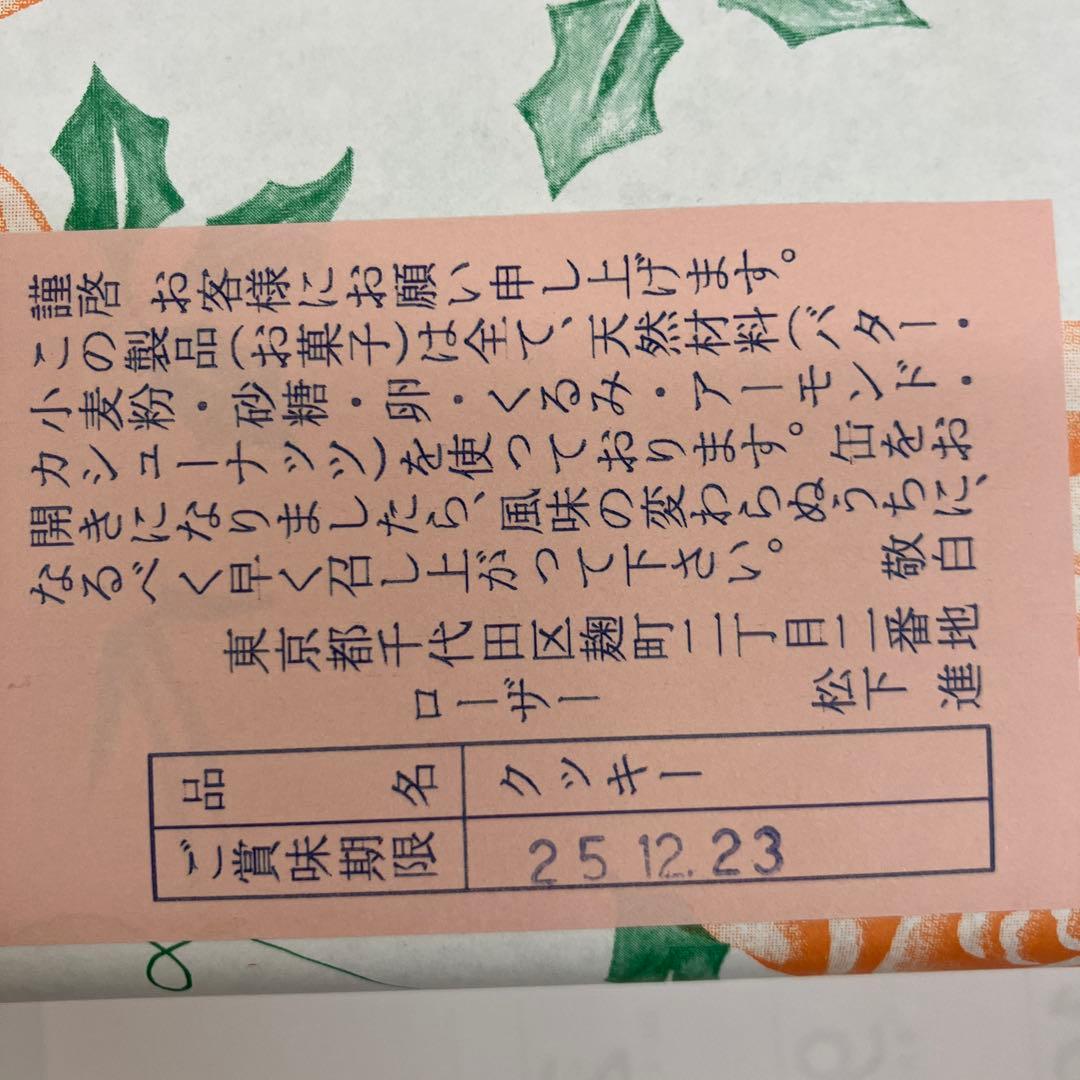 謹啓 お客様にお願い申し上げます。
この製品(お菓子)は全て、天然材料(バター・
小麦粉・砂糖・卵・くるみ・アーモンド・
カシューナッツ)を使っております。缶をお
開きになりましたら、風味の変わらぬうちに、
なるべく早く召し上がって下さい。 敬白
東京都千代田区麹町二丁目二番地
ローザー 松下 進
品名 クッキー
ご賞味期限 25 12.23